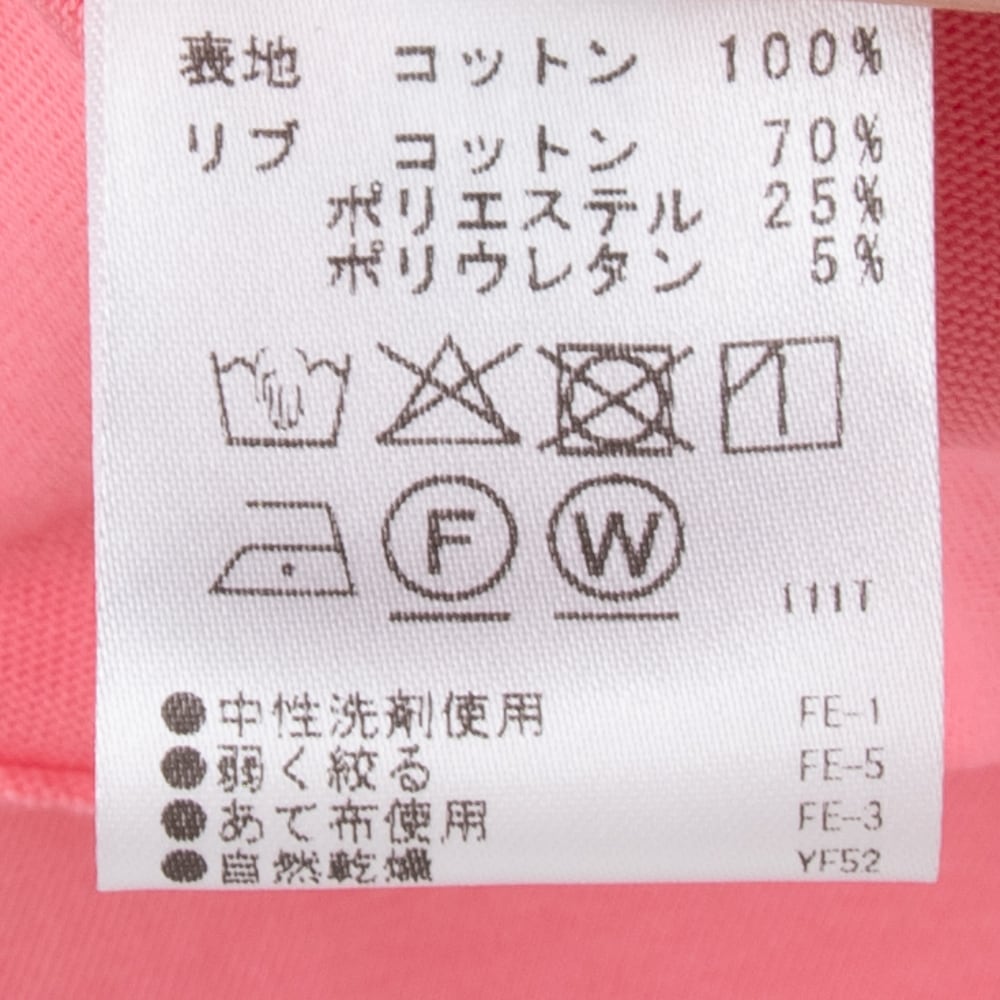 表地 コットン 100%
リブ コットン 70%
ポリエステル 25%
ポリウレタン 5%
F W 111T
●中性洗剤使用 FE-1
●弱く絞る FE-5
●あて布使用 FE-3
●自然乾燥 YF52